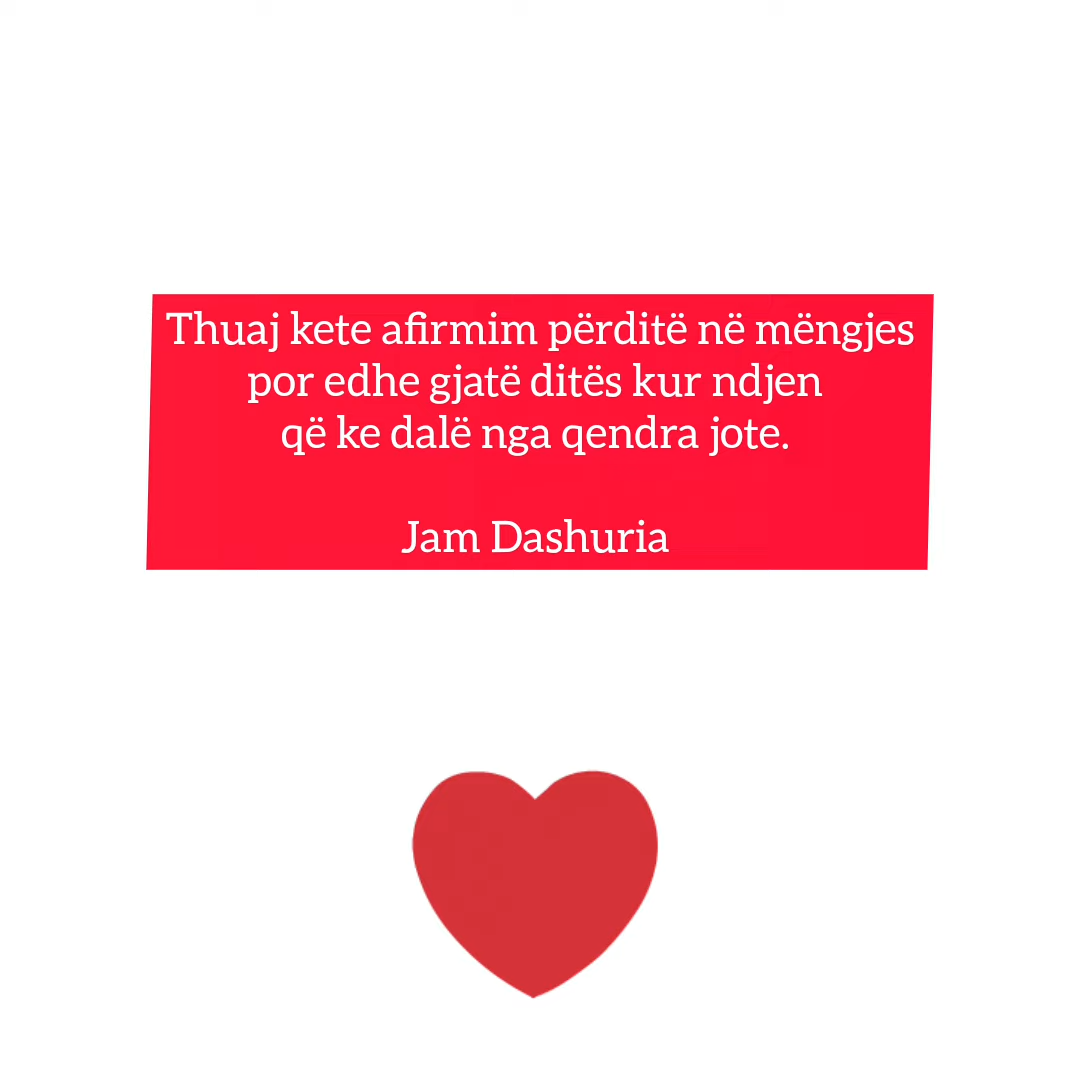 Thuaj kete afirmim përditë në mëngjes
por edhe gjatë ditës kur ndjen
që ke dalë nga qendra jote.
Jam Dashuria